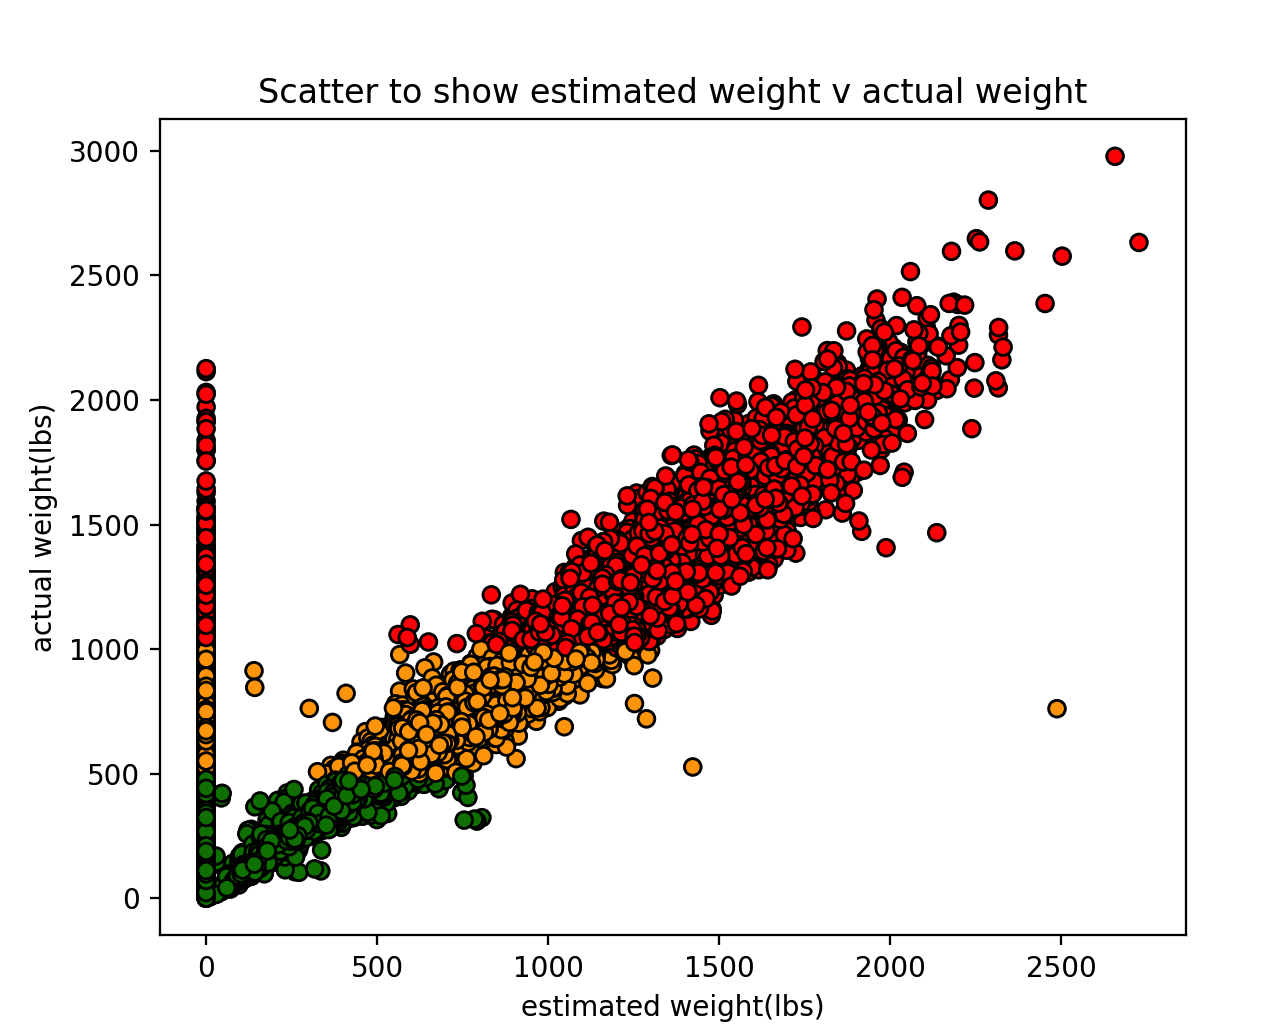 Scatter to show estimated weight v actual weight
3000
2500
2000
1500
1000
500
0
actual weight(lbs)
0 500 1000 1500 2000 2500
estimated weight(lbs)